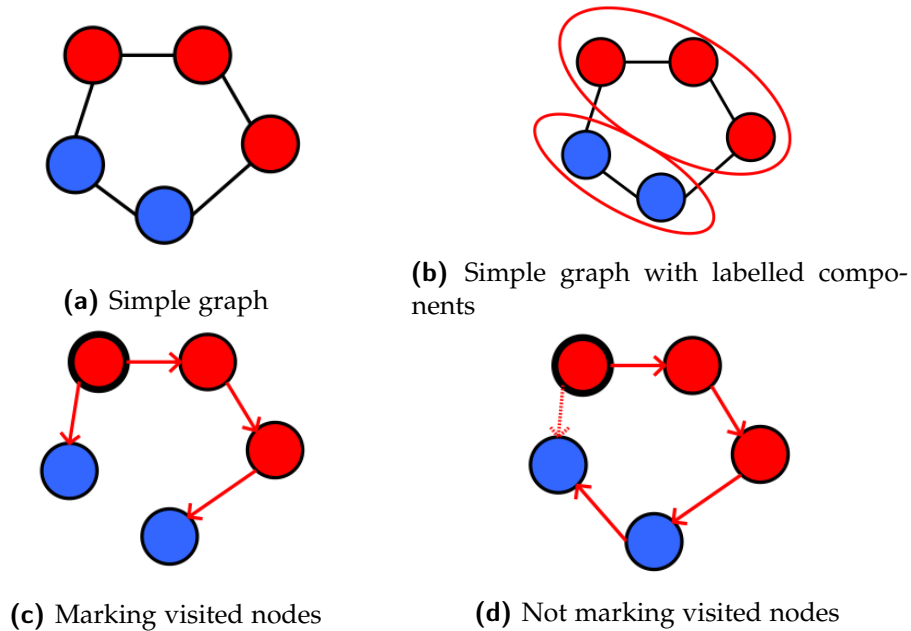 (a) Simple graph
(b) Simple graph with labelled compo-
nents
(c) Marking visited nodes
(d) Not marking visited nodes